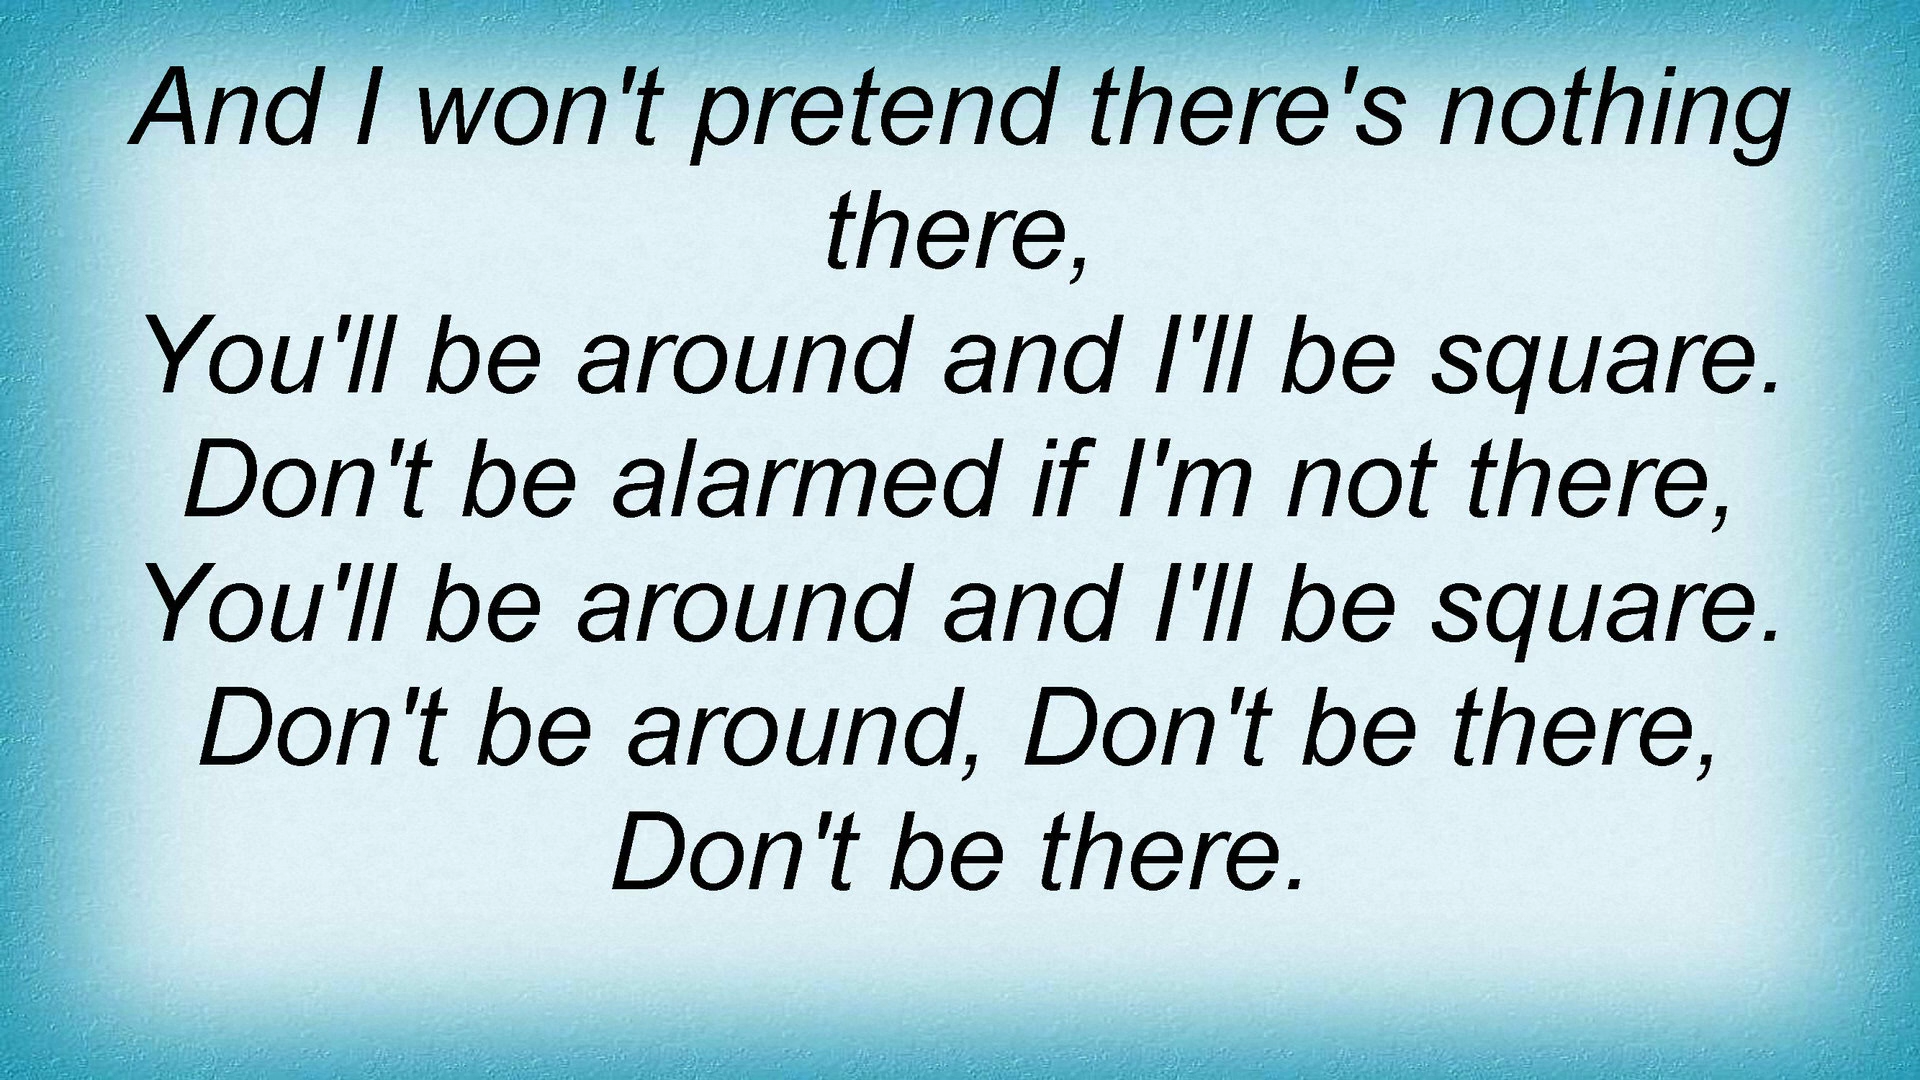 And I won't pretend there's nothing
there,
You'll be around and I'll be square.
Don't be alarmed if I'm not there,
You'll be around and I'll be square.
Don't be around, Don't be there,
Don't be there.